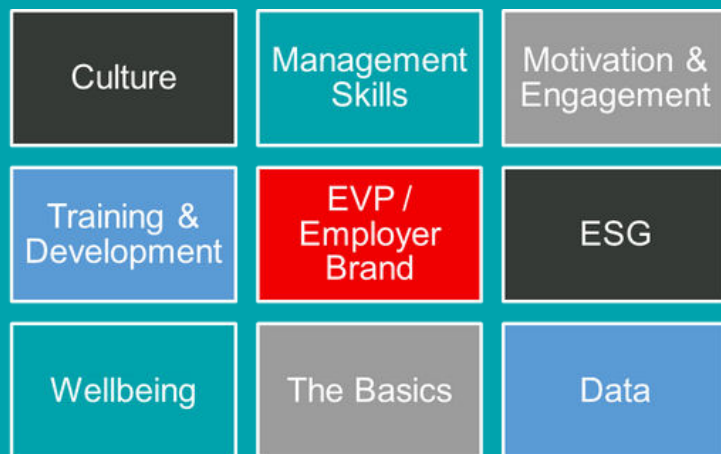 Culture
Management
Skills
Motivation &
Engagement
Training &
Development
EVP /
Employer
Brand
ESG
Wellbeing
The Basics
Data